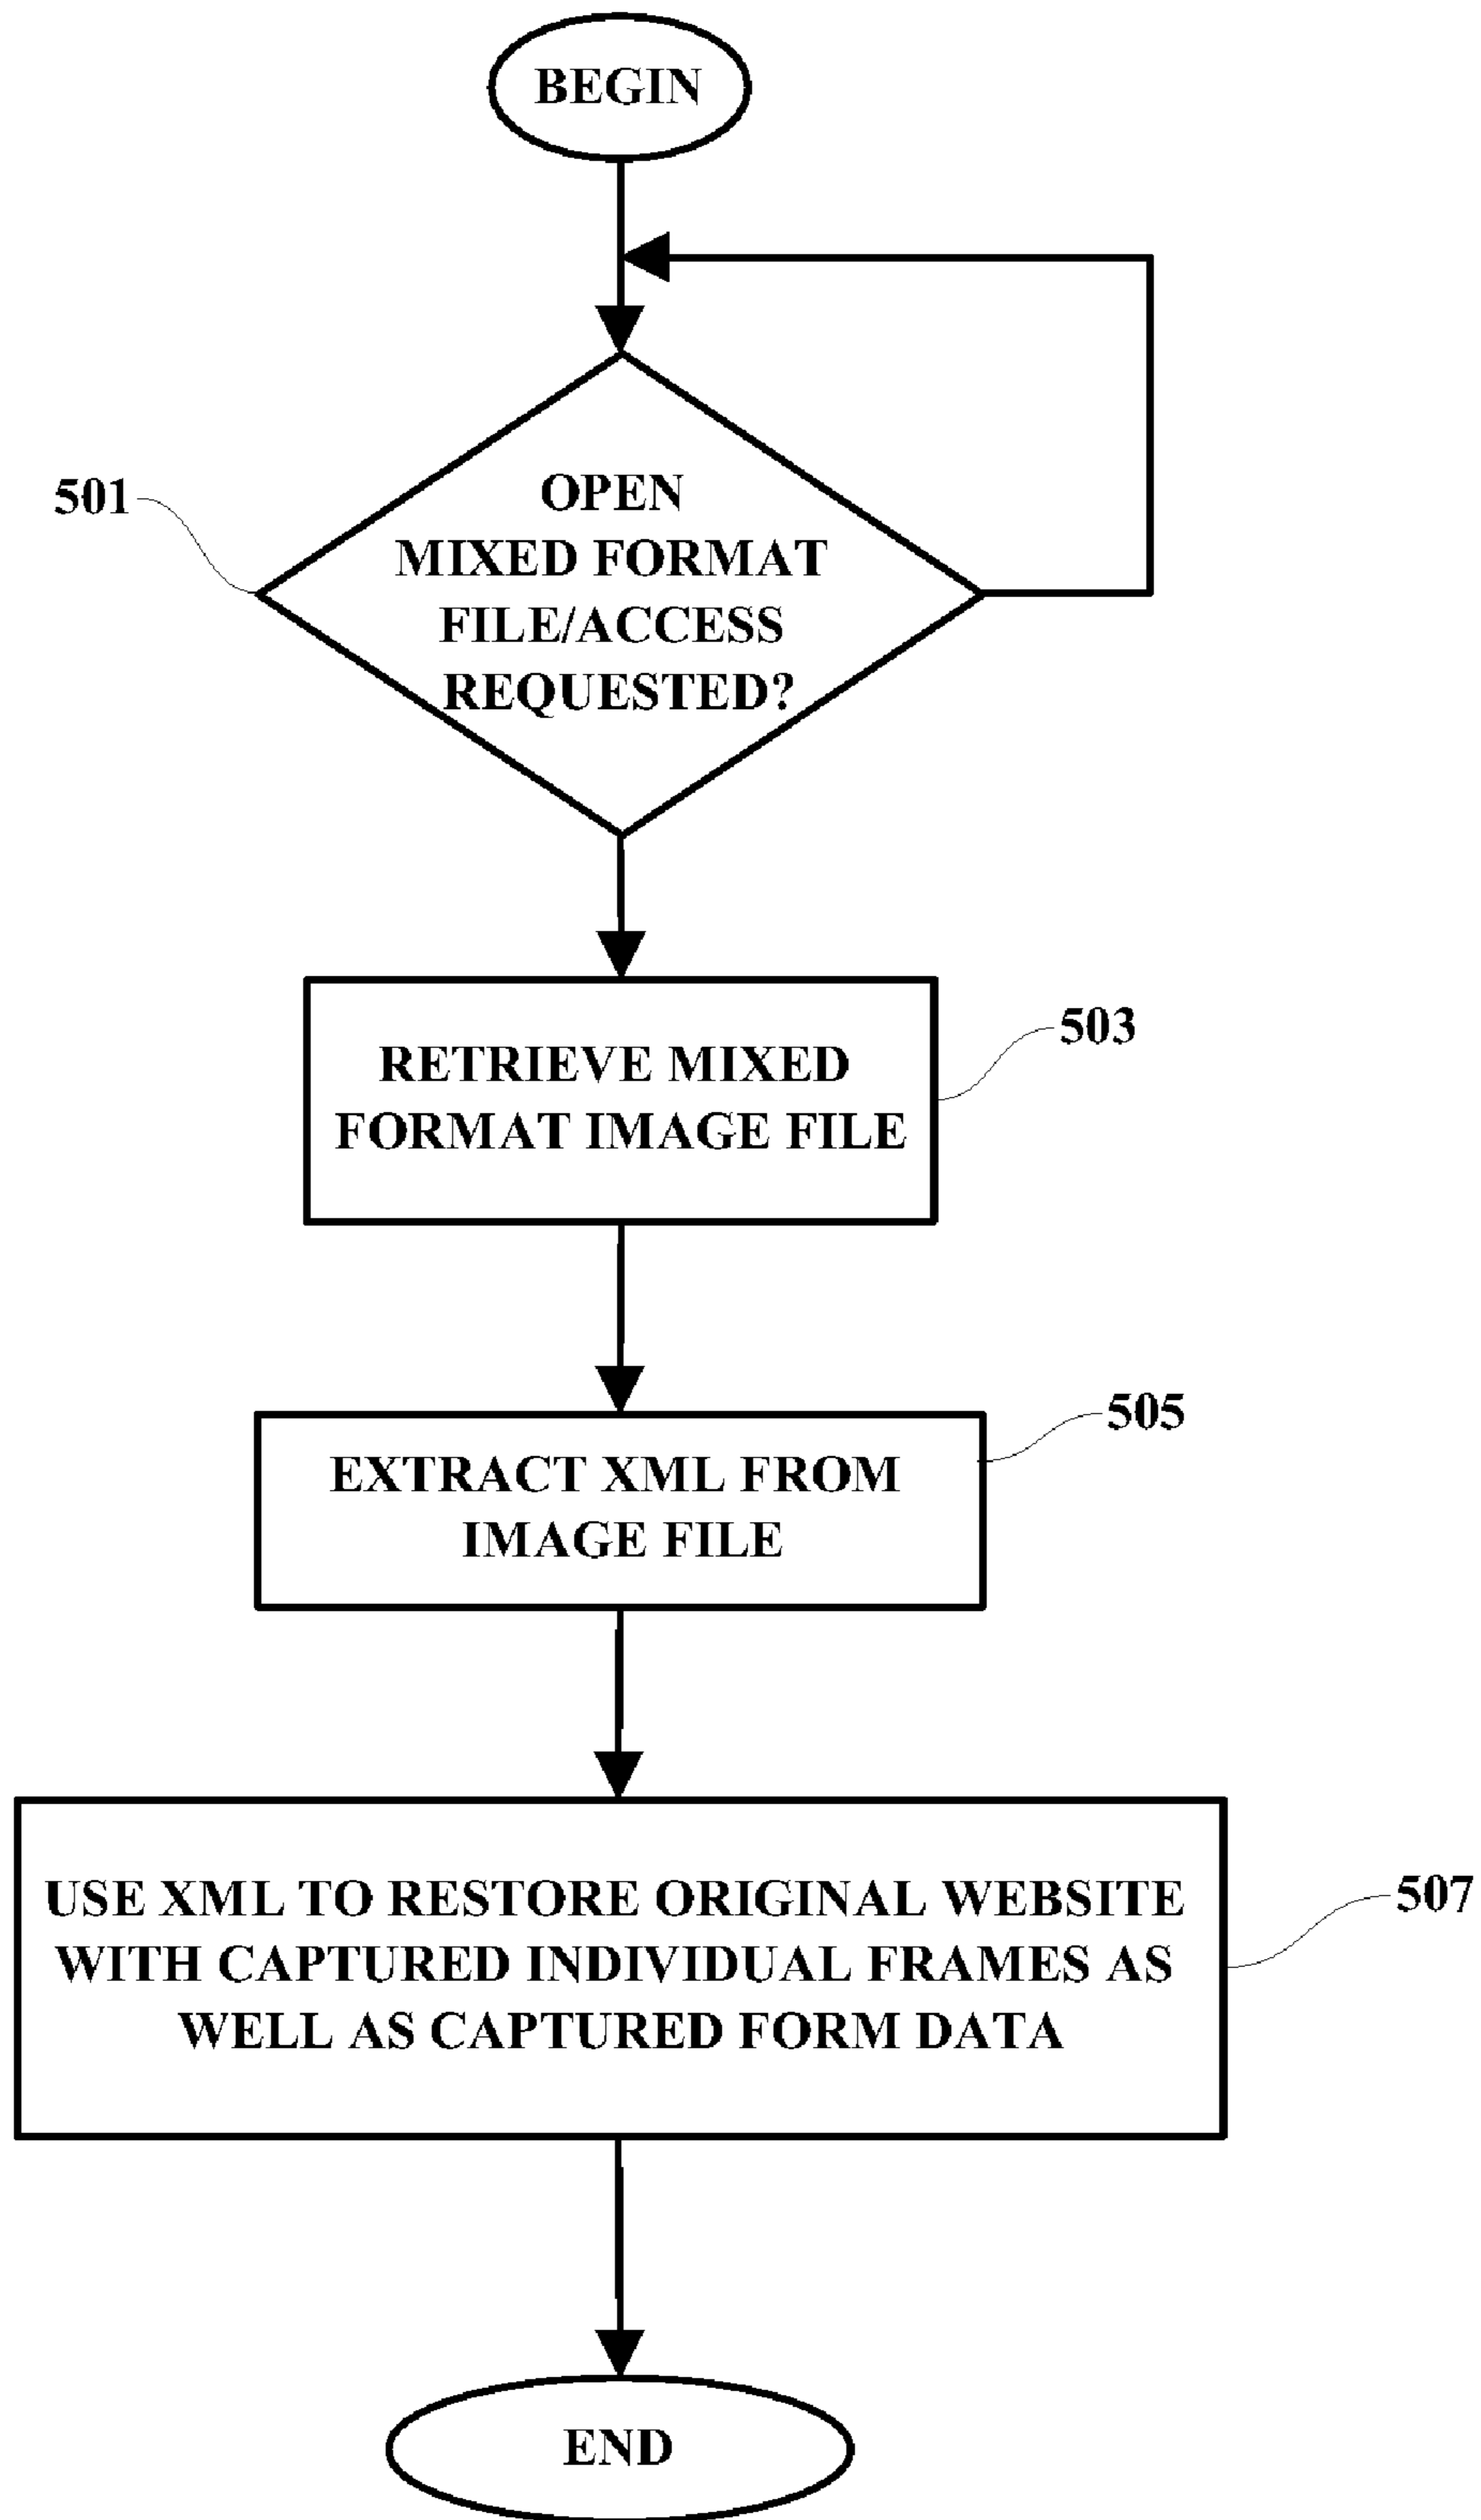 BEGIN
501
OPEN
MIXED FORMAT
FILE/ACCESS
REQUESTED?
503
RETRIEVE MIXED
FORMAT IMAGE FILE
505
EXTRACT XML FROM
IMAGE FILE
507
USE XML TO RESTORE ORIGINAL WEBSITE
WITH CAPTURED INDIVIDUAL FRAMES AS
WELL AS CAPTURED FORM DATA
END